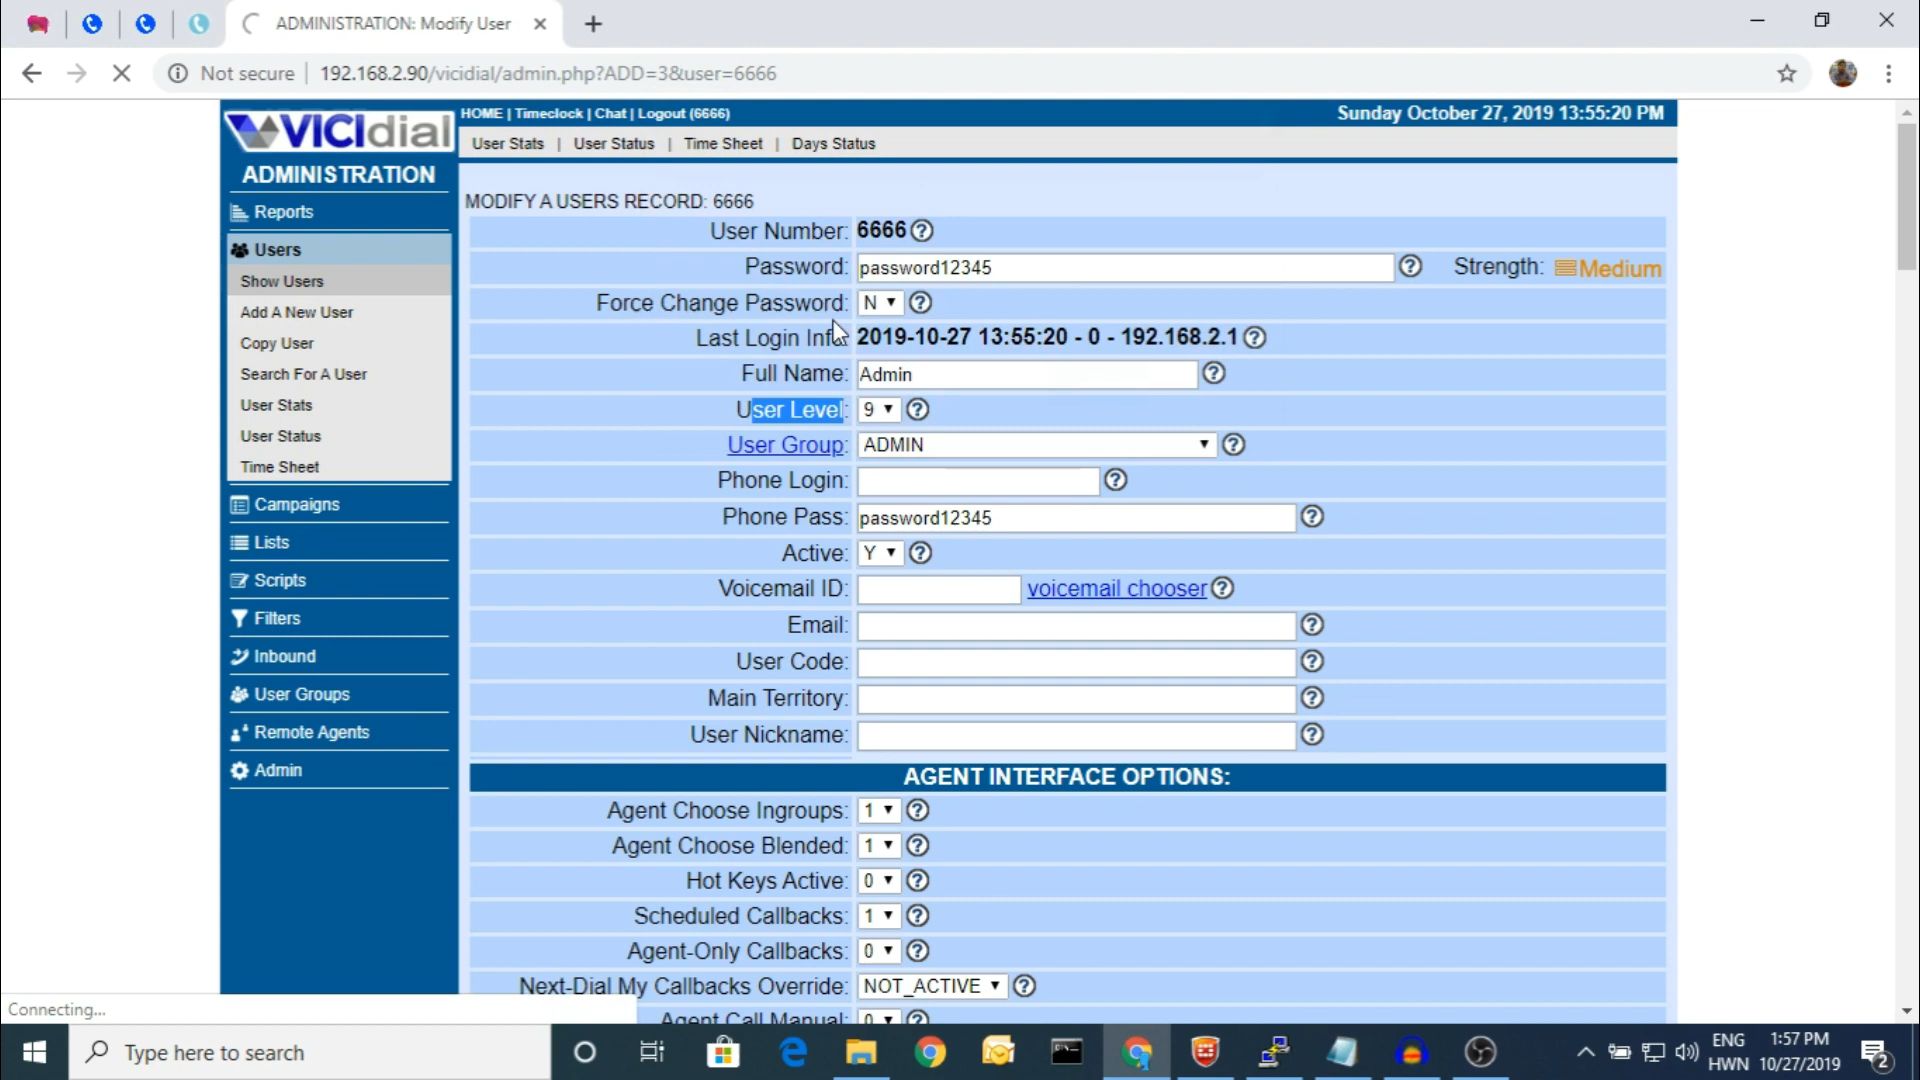 ADMINISTRATION: Modify User
Not secure | 192.168.2.90/vicidial/admin.php?ADD=3&user=6666
VICIdial
HOME | Timeclock | Chat | Logout (6666)
Sunday October 27, 2019 13:55:20 PM
User Stats | User Status | Time Sheet | Days Status
ADMINISTRATION
Reports
Users
Show Users
Add A New User
Copy User
Search For A User
User Stats
User Status
Time Sheet
Campaigns
Lists
Scripts
Filters
Inbound
User Groups
Remote Agents
Admin
MODIFY A USERS RECORD: 6666
User Number: 6666
Password: password12345 Strength: Medium
Force Change Password: N
Last Login Info: 2019-10-27 13:55:20 - 0 - 192.168.2.1
Full Name: Admin
User Level: 9
User Group: ADMIN
Phone Login:
Phone Pass: password12345
Active: Y
Voicemail ID: voicemail chooser
Email:
User Code:
Main Territory:
User Nickname:
AGENT INTERFACE OPTIONS:
Agent Choose Ingroups: 1
Agent Choose Blended: 1
Hot Keys Active: 0
Scheduled Callbacks: 1
Agent-Only Callbacks: 0
Next-Dial My Callbacks Override: NOT_ACTIVE
Agent Call Manual: 0
Connecting...
Type here to search
ENG
HWN
1:57 PM
10/27/2019
2